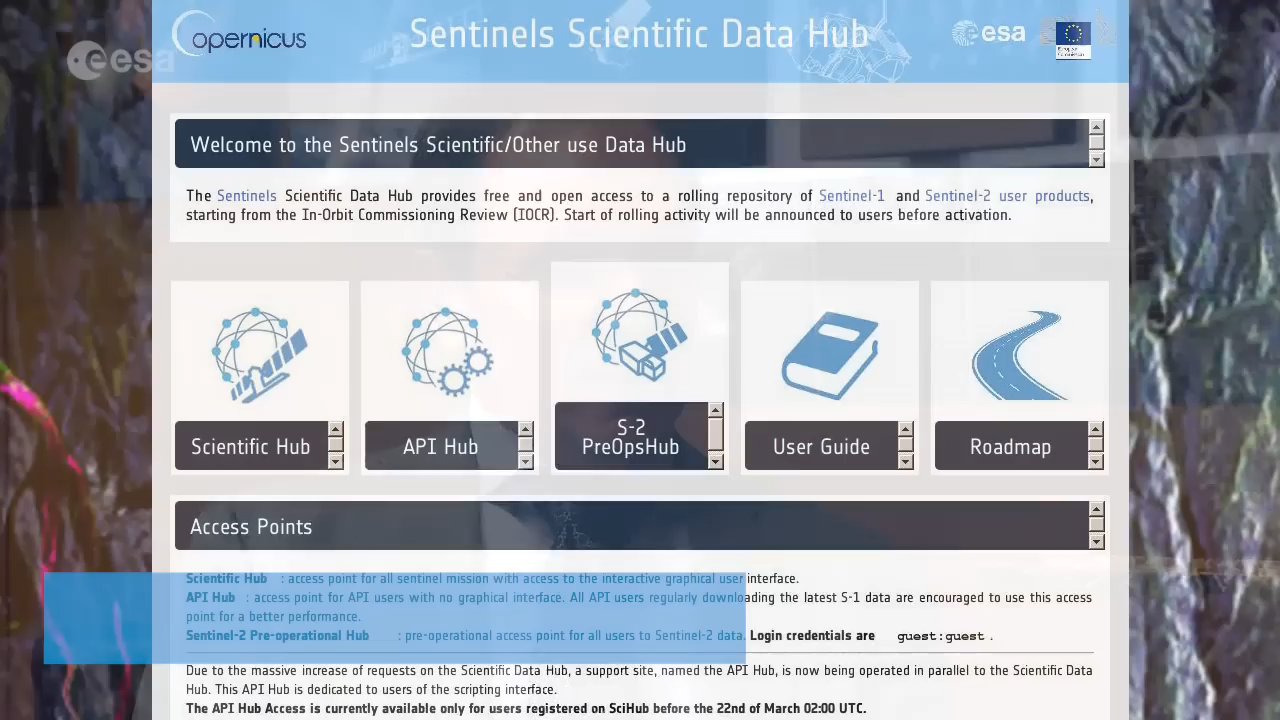 opernicus
Sentinels Scientific Data Hub
esa
esa
European
Commission
Welcome to the Sentinels Scientific/Other use Data Hub
The Sentinels Scientific Data Hub provides free and open access to a rolling repository of Sentinel-1 and Sentinel-2 user products,
starting from the In-Orbit Commissioning Review (IOCR). Start of rolling activity will be announced to users before activation.
Scientific Hub
API Hub
S-2
PreOpsHub
User Guide
Roadmap
Access Points
Scientific Hub : access point for all sentinel mission with access to the interactive graphical user interface.
API Hub : access point for API users with no graphical interface. All API users regularly downloading the latest S-1 data are encouraged to use this access
point for a better performance.
Sentinel-2 Pre-operational Hub : pre-operational access point for all users to Sentinel-2 data. Login credentials are guest:guest .
Due to the massive increase of requests on the Scientific Data Hub, a support site, named the API Hub, is now being operated in parallel to the Scientific Data
Hub. This API Hub is dedicated to users of the scripting interface.
The API Hub Access is currently available only for users registered on SciHub before the 22nd of March 02:00 UTC.